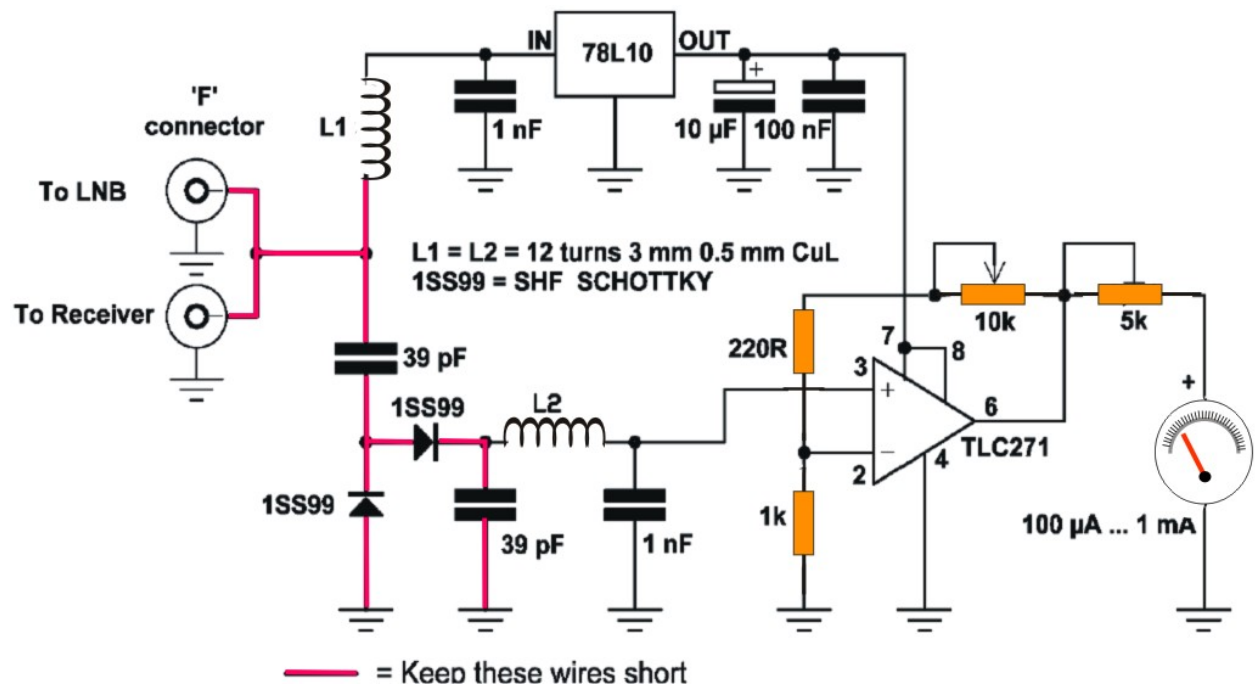 'F'
connector
To LNB
To Receiver
L1
IN
78L10
OUT
1 nF
+
10 µF
100 nF
L1 = L2 = 12 turns 3 mm 0.5 mm CuL
1SS99 = SHF SCHOTTKY
39 pF
1SS99
L2
1SS99
39 pF
1 nF
220R
1k
10k
5k
7
8
3
+
6
−
2
4
TLC271
+
100 µA ... 1 mA
= Keep these wires short